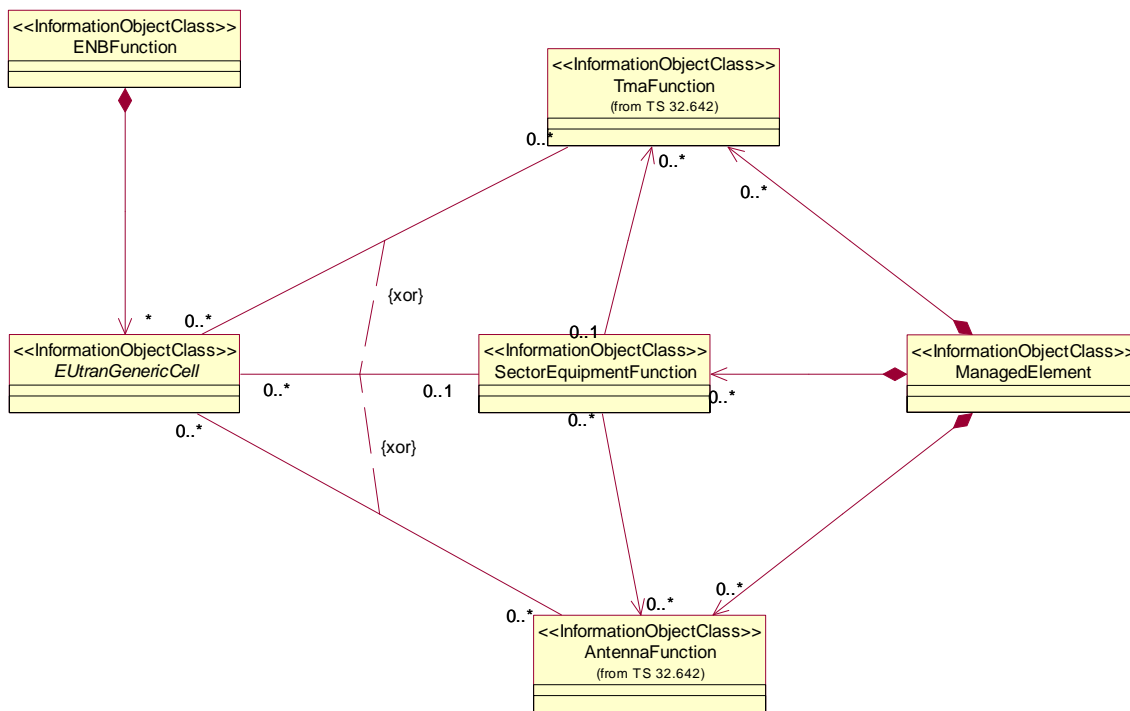 <<InformationObjectClass>>
ENBFunction
<<InformationObjectClass>>
TmaFunction
(from TS 32.642)
0..*
0..*
0..*
{xor}
*
0..*
0..1
<<InformationObjectClass>>
EUtranGenericCell
<<InformationObjectClass>>
SectorEquipmentFunction
<<InformationObjectClass>>
ManagedElement
0..*
0..1
0..*
0..*
0..*
{xor}
0..*
0..*
0..*
<<InformationObjectClass>>
AntennaFunction
(from TS 32.642)